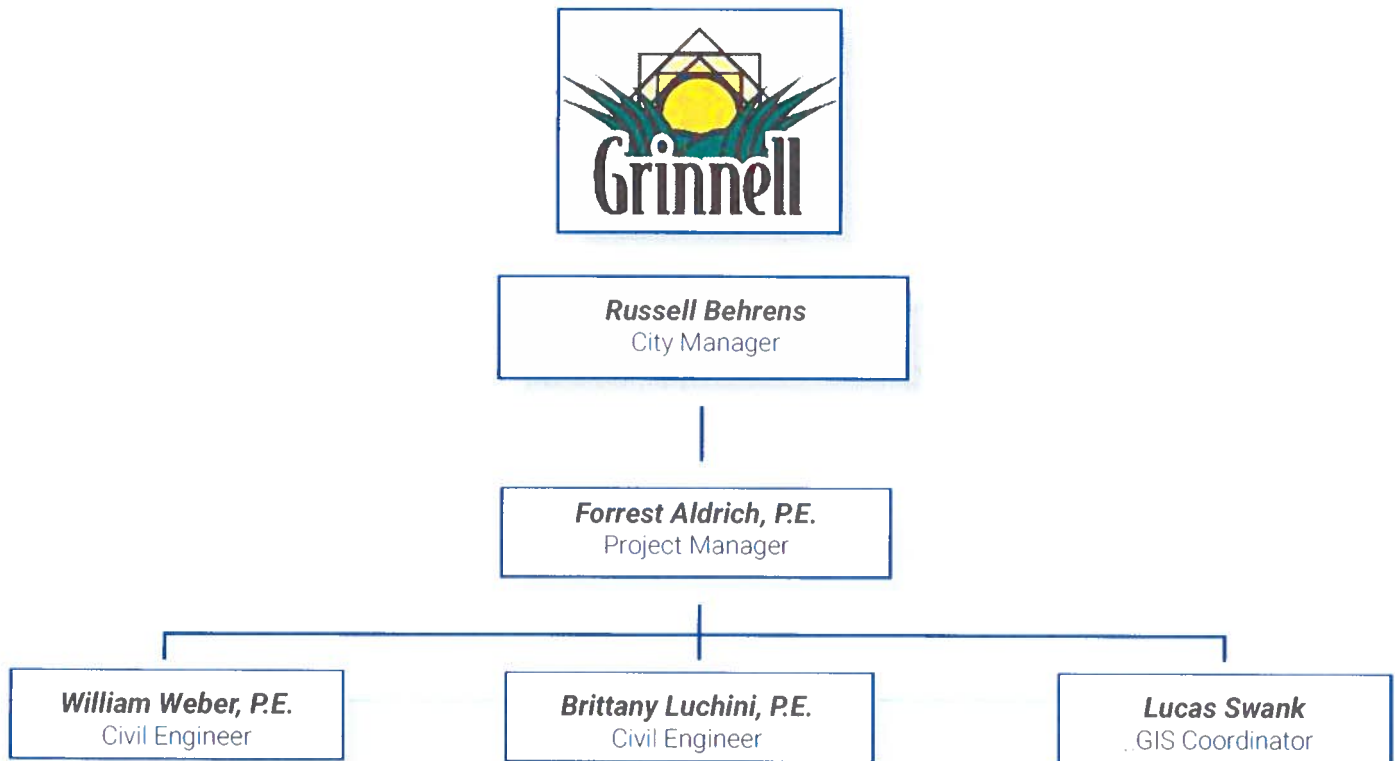 Grinnell
Russell Behrens
City Manager
Forrest Aldrich, P.E.
Project Manager
William Weber, P.E.
Civil Engineer
Brittany Luchini, P.E.
Civil Engineer
Lucas Swank
GIS Coordinator